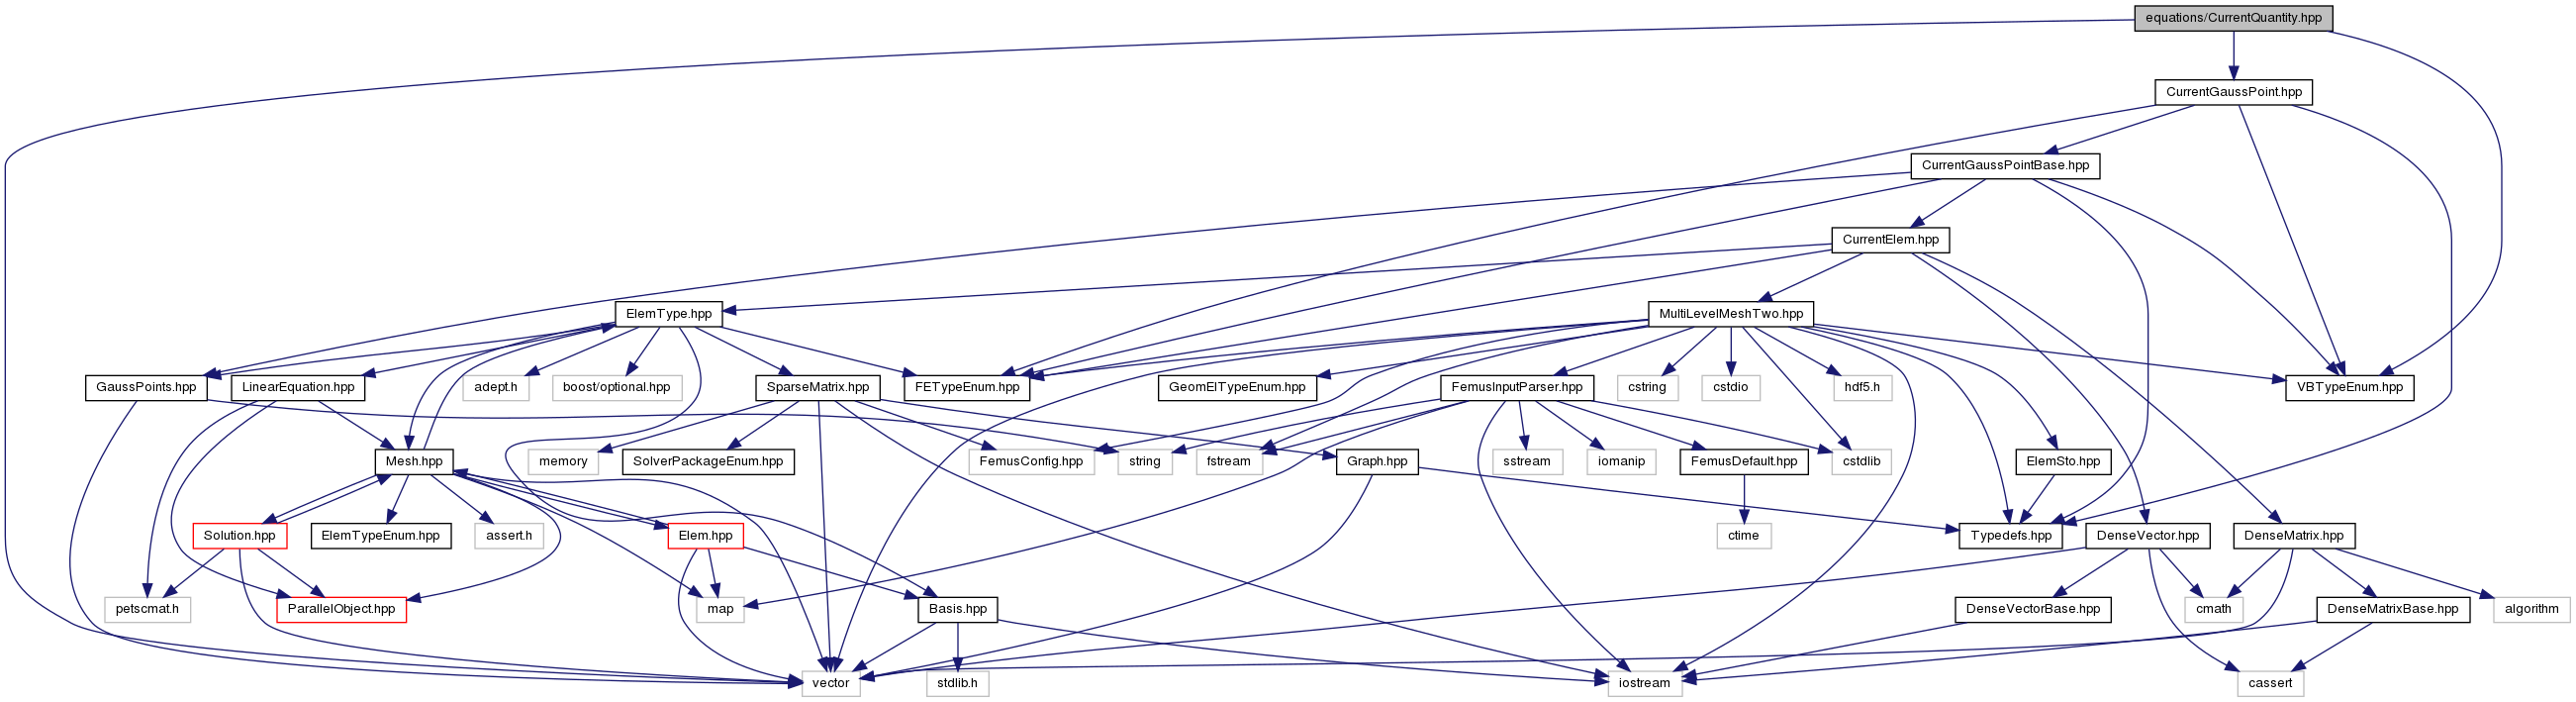 equations/CurrentQuantity.hpp
CurrentGaussPoint.hpp
CurrentGaussPointBase.hpp
CurrentElem.hpp
ElemType.hpp
MultiLevelMeshTwo.hpp
GaussPoints.hpp
LinearEquation.hpp
adept.h
boost/optional.hpp
SparseMatrix.hpp
FETypeEnum.hpp
GeomElTypeEnum.hpp
FemusInputParser.hpp
cstring
cstdio
hdf5.h
VBTypeEnum.hpp
Mesh.hpp
memory
SolverPackageEnum.hpp
FemusConfig.hpp
string
fstream
Graph.hpp
sstream
iomanip
FemusDefault.hpp
cstdlib
ElemSto.hpp
Solution.hpp
ElemTypeEnum.hpp
assert.h
Elem.hpp
ctime
Typedefs.hpp
DenseVector.hpp
DenseMatrix.hpp
petscmat.h
ParallelObject.hpp
map
Basis.hpp
DenseVectorBase.hpp
cmath
DenseMatrixBase.hpp
algorithm
vector
stdlib.h
iostream
cassert